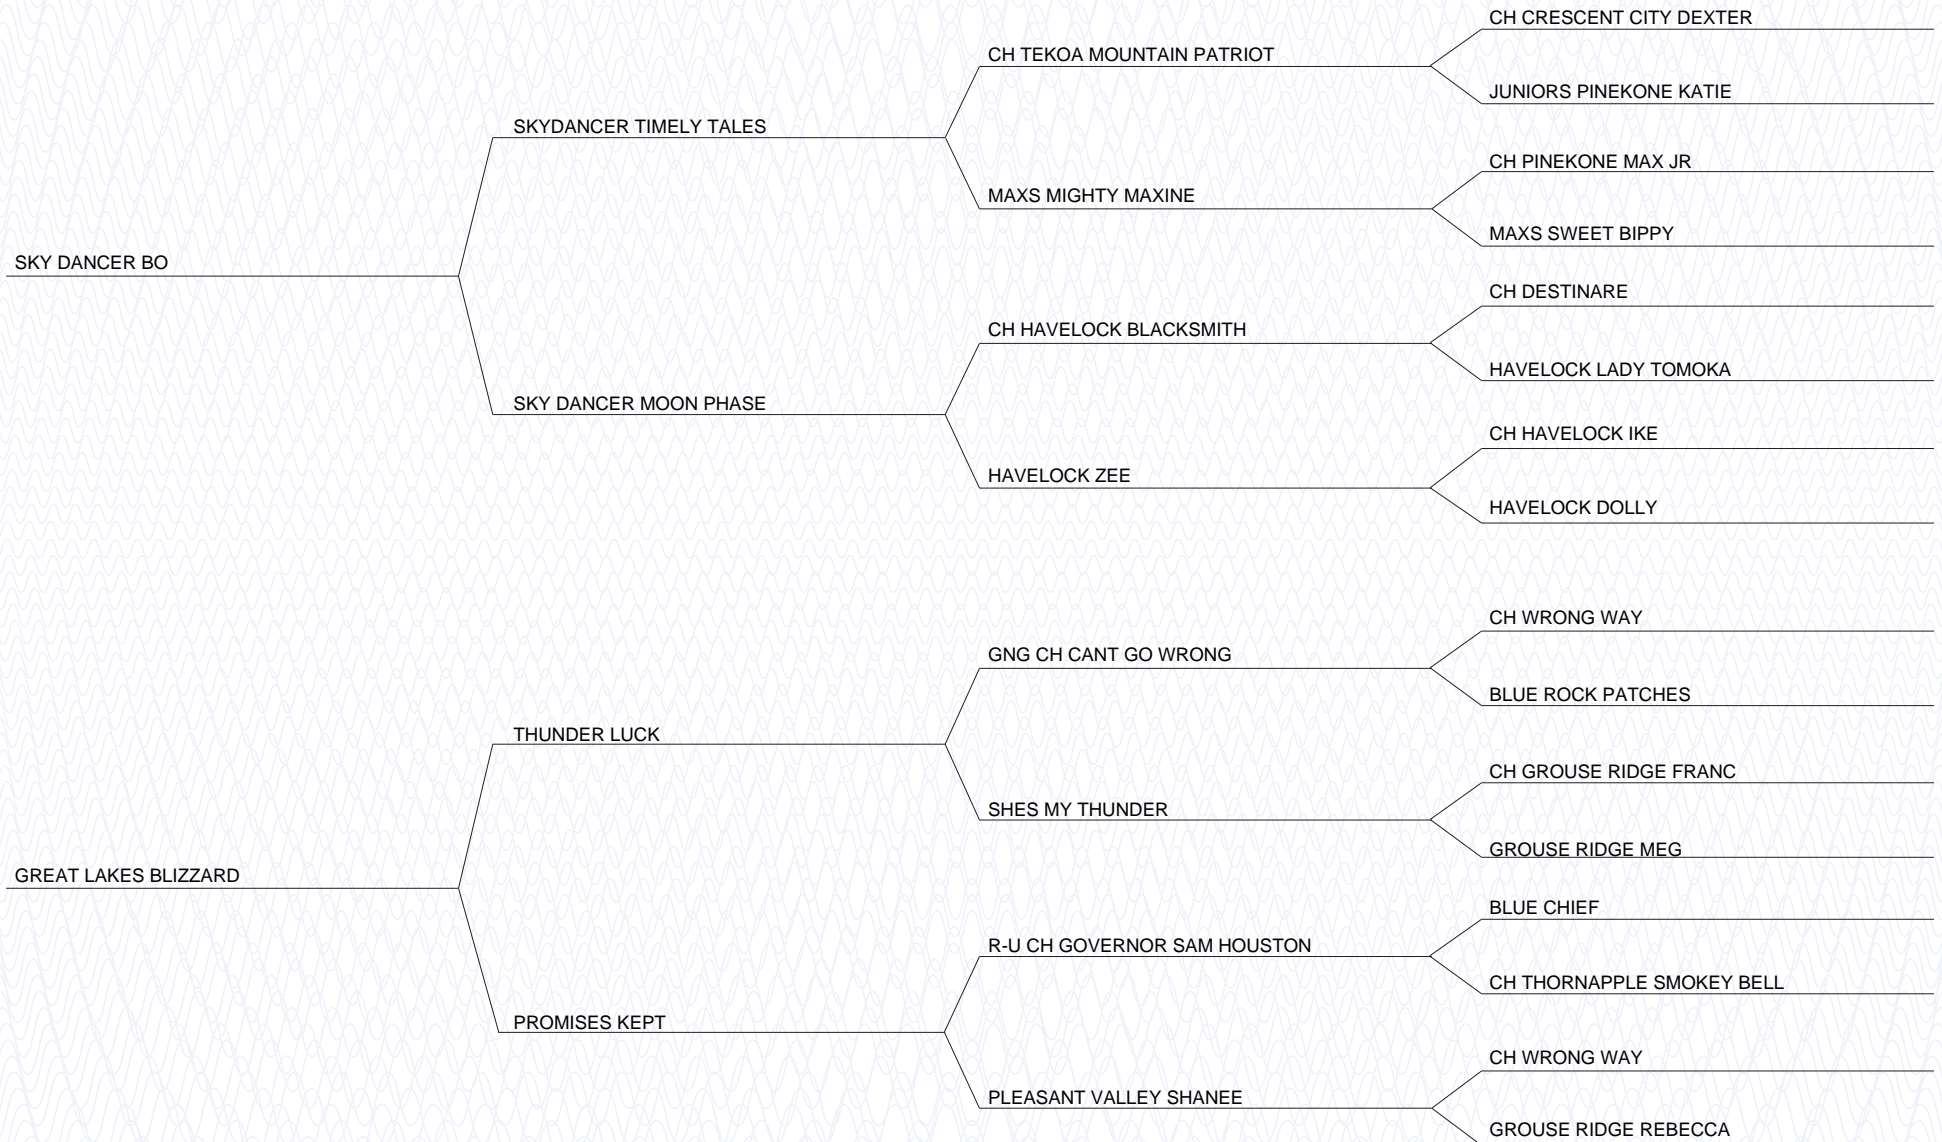 CH CRESCENT CITY DEXTER
CH TEKOA MOUNTAIN PATRIOT
JUNIORS PINEKONE KATIE
SKYDANCER TIMELY TALES
CH PINEKONE MAX JR
MAXS MIGHTY MAXINE
MAXS SWEET BIPPY
SKY DANCER BO
CH DESTINARE
CH HAVELOCK BLACKSMITH
HAVELOCK LADY TOMOKA
SKY DANCER MOON PHASE
CH HAVELOCK IKE
HAVELOCK ZEE
HAVELOCK DOLLY
CH WRONG WAY
GNG CH CANT GO WRONG
BLUE ROCK PATCHES
THUNDER LUCK
CH GROUSE RIDGE FRANC
SHES MY THUNDER
GROUSE RIDGE MEG
GREAT LAKES BLIZZARD
BLUE CHIEF
R-U CH GOVERNOR SAM HOUSTON
CH THORNAPPLE SMOKEY BELL
PROMISES KEPT
CH WRONG WAY
PLEASANT VALLEY SHANEE
GROUSE RIDGE REBECCA